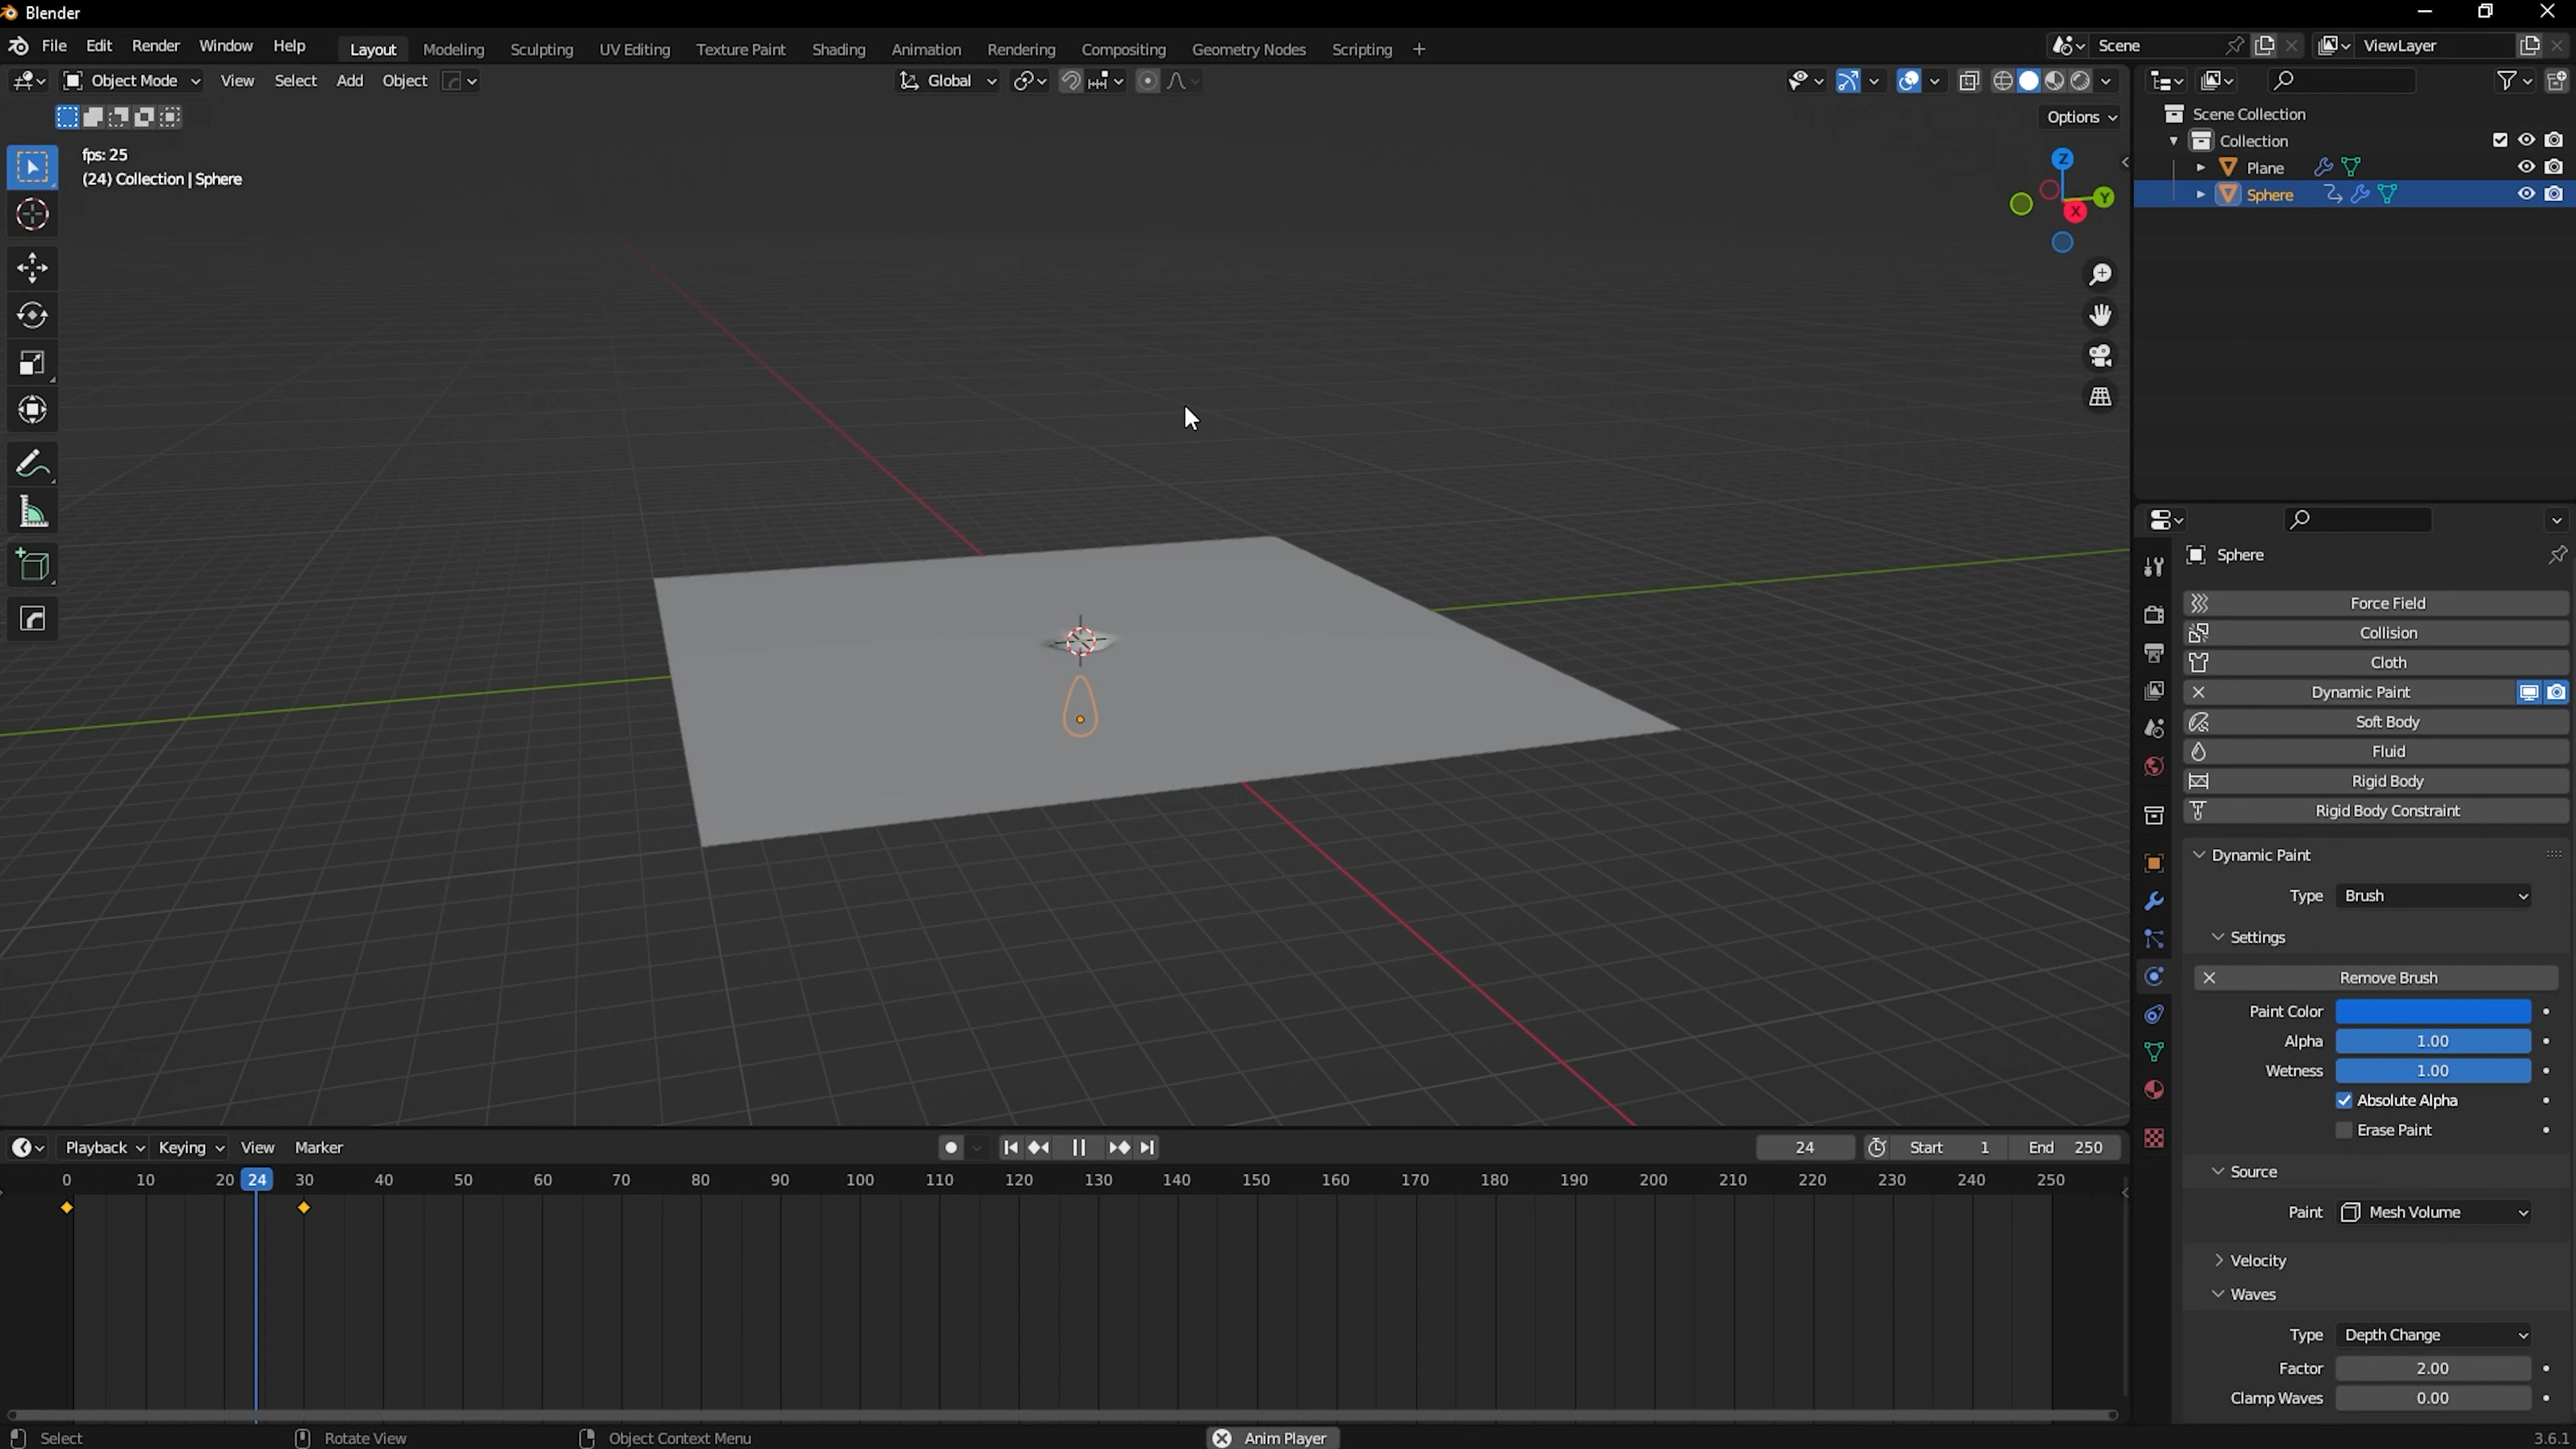 Blender
File Edit Render Window Help Layout Modeling Sculpting UV Editing Texture Paint Shading Animation Rendering Compositing Geometry Nodes Scripting + Scene ViewLayer
Object Mode View Select Add Object Global
Options
fps: 25
(24) Collection | Sphere
Z
Y
X
Scene Collection
Collection
Plane
Sphere
Sphere
Force Field
Collision
Cloth
Dynamic Paint
Soft Body
Fluid
Rigid Body
Rigid Body Constraint
Dynamic Paint
Type Brush
Settings
Remove Brush
Paint Color
Alpha 1.00
Wetness 1.00
Absolute Alpha
Erase Paint
Source
Paint Mesh Volume
Velocity
Waves
Type Depth Change
Factor 2.00
Clamp Waves 0.00
Playback Keying View Marker 24 Start 1 End 250
0 10 20 24 30 40 50 60 70 80 90 100 110 120 130 140 150 160 170 180 190 200 210 220 230 240 250
Select Rotate View Object Context Menu Anim Player 3.6.1